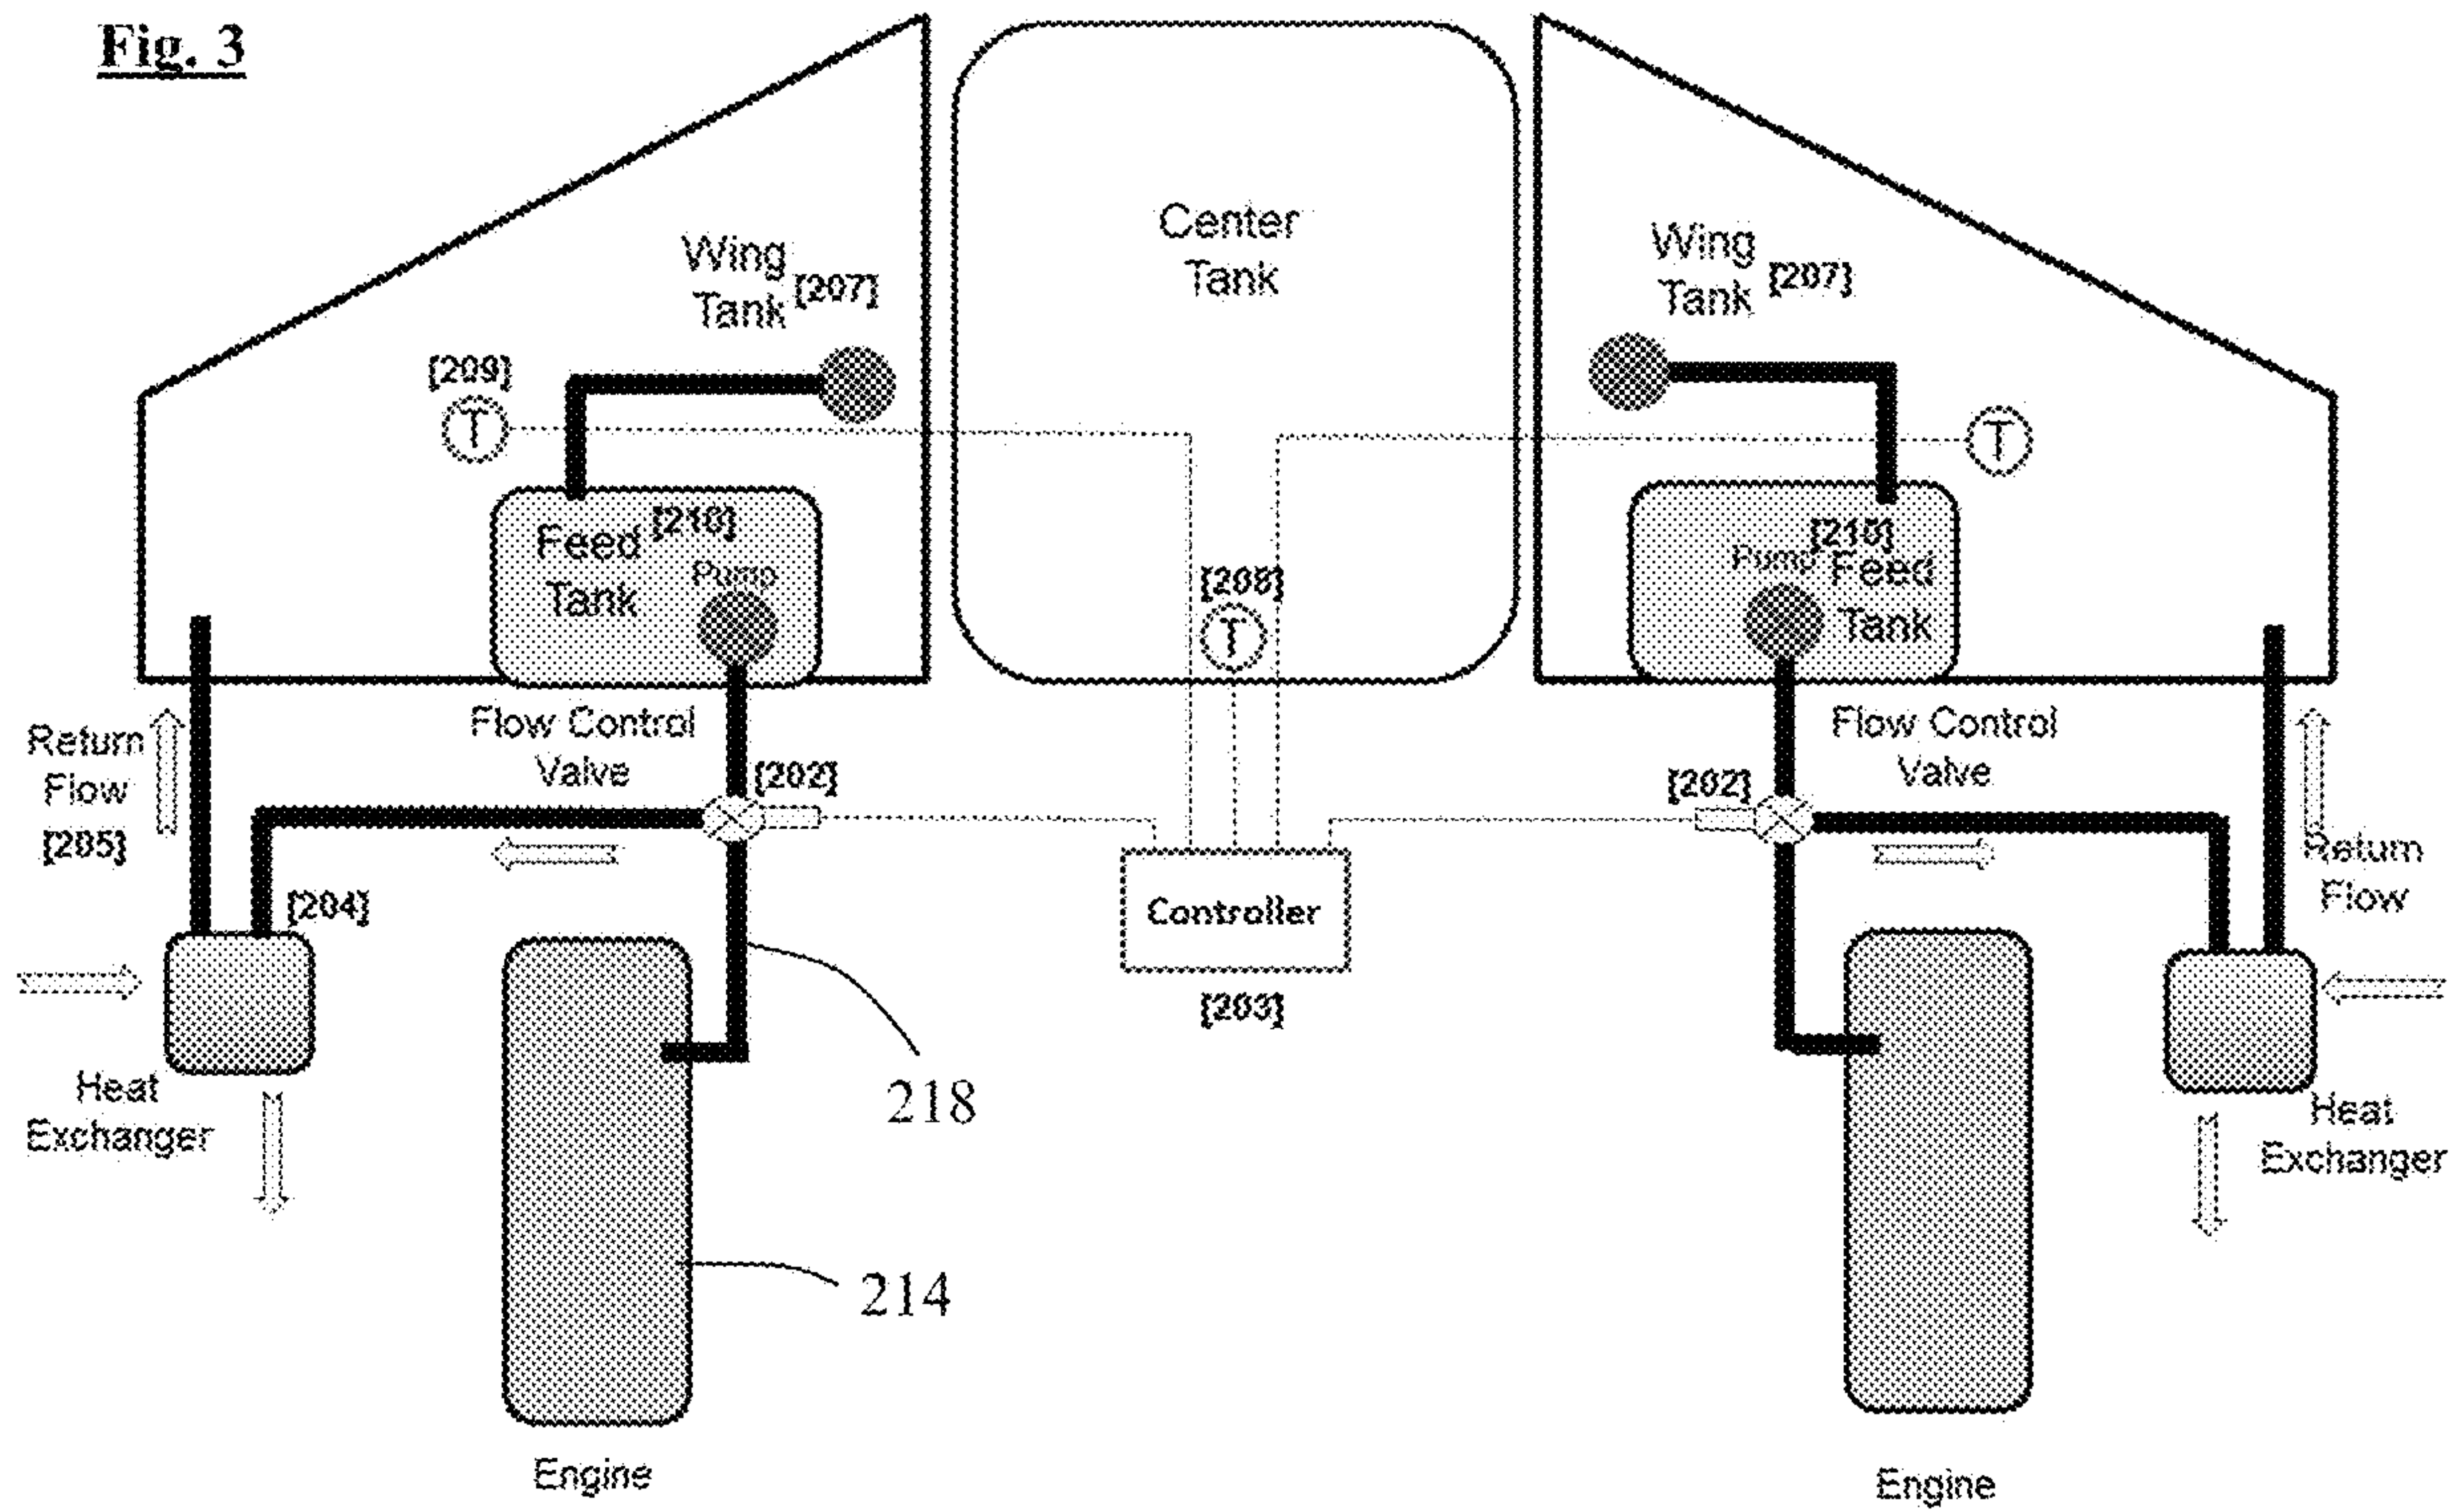 Fig. 3
Wing
Tank [207]
Center
Tank
Wing
Tank [207]
[209]
T
T
Feed [210]
Tank
Pump
[208]
T
[210]
Pump Feed
Tank
Return
Flow
[205]
Flow Control
Valve
[202]
[202]
Flow Control
Valve
Return
Flow
[204]
Controller
[203]
Heat
Exchanger
218
Heat
Exchanger
214
Engine
Engine